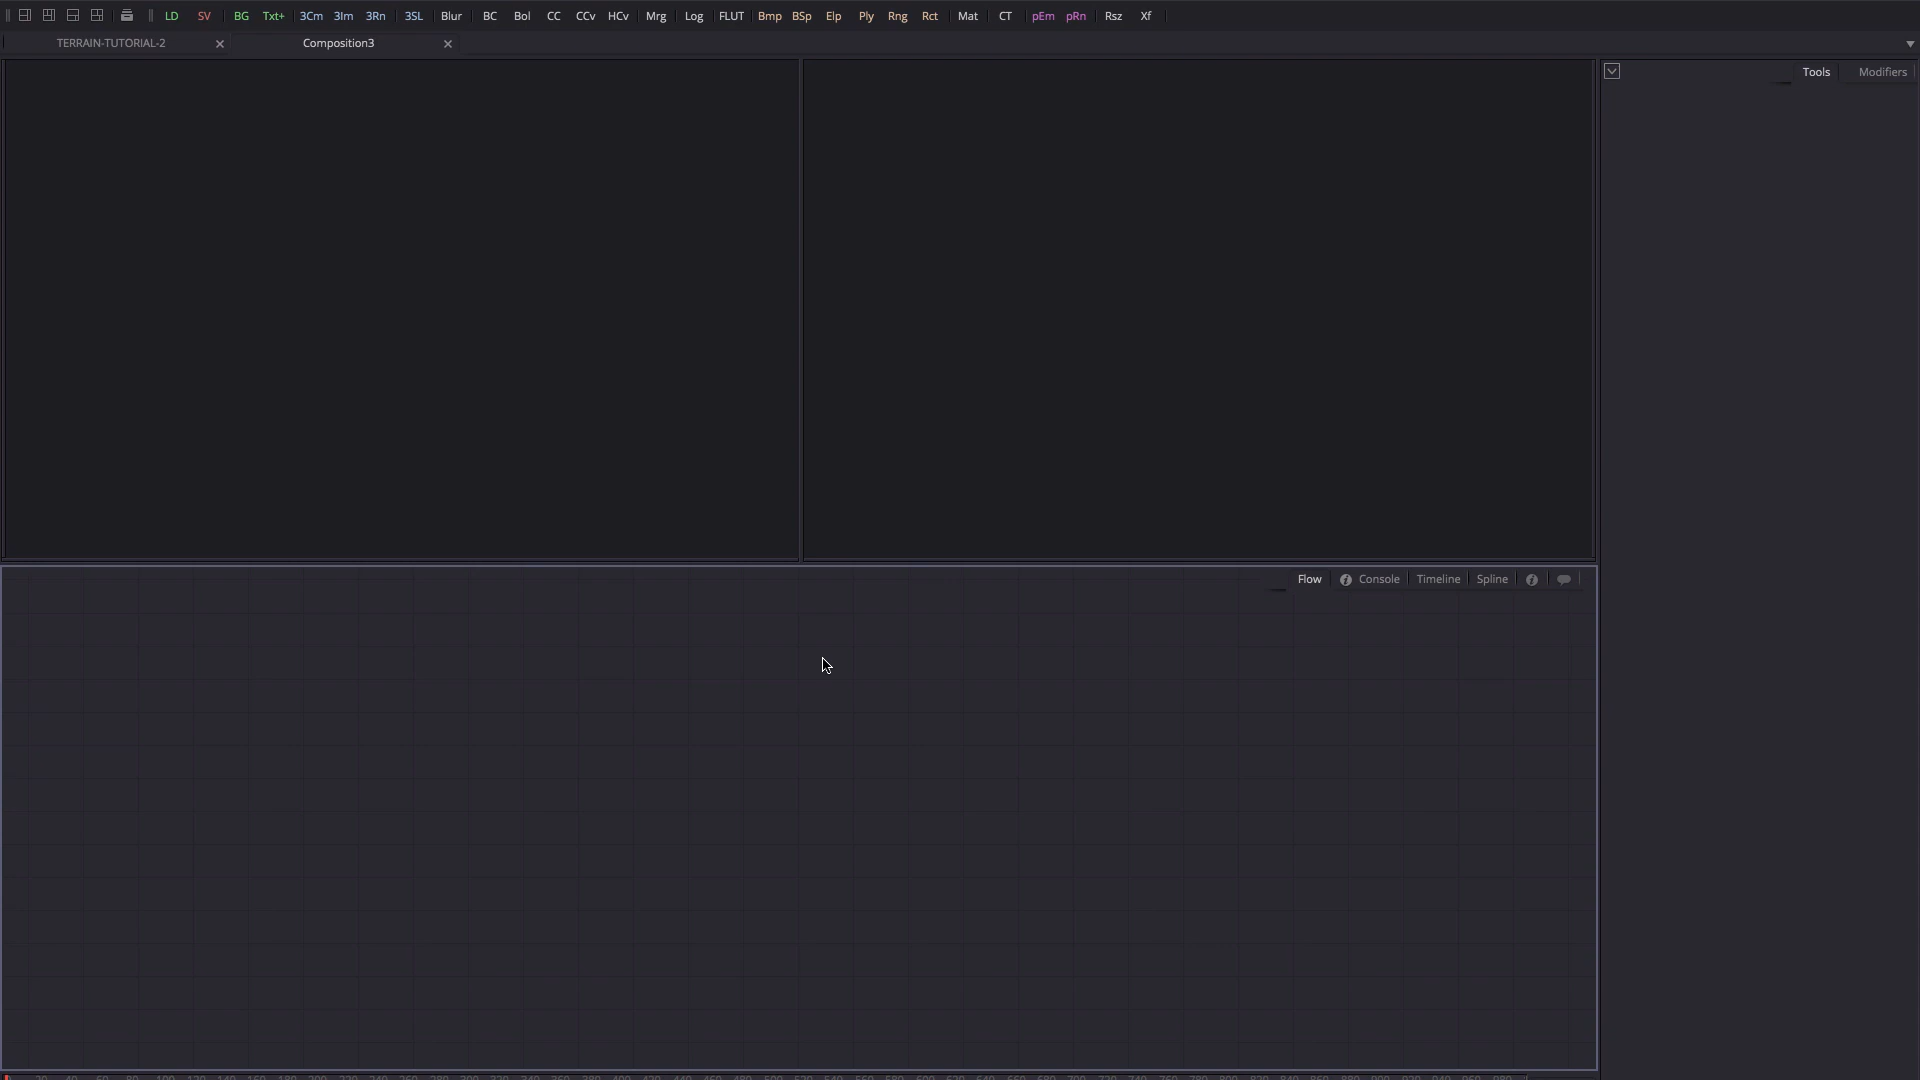 LD SV BG Txt+ 3Cm 3Im 3Rn 3SL Blur BC Bol CC CCv HCv Mrg Log FLUT Bmp BSp Elp Ply Rng Rct Mat CT pEm pRn Rsz Xf
TERRAIN-TUTORIAL-2 Composition3
Tools Modifiers
Flow Console Timeline Spline